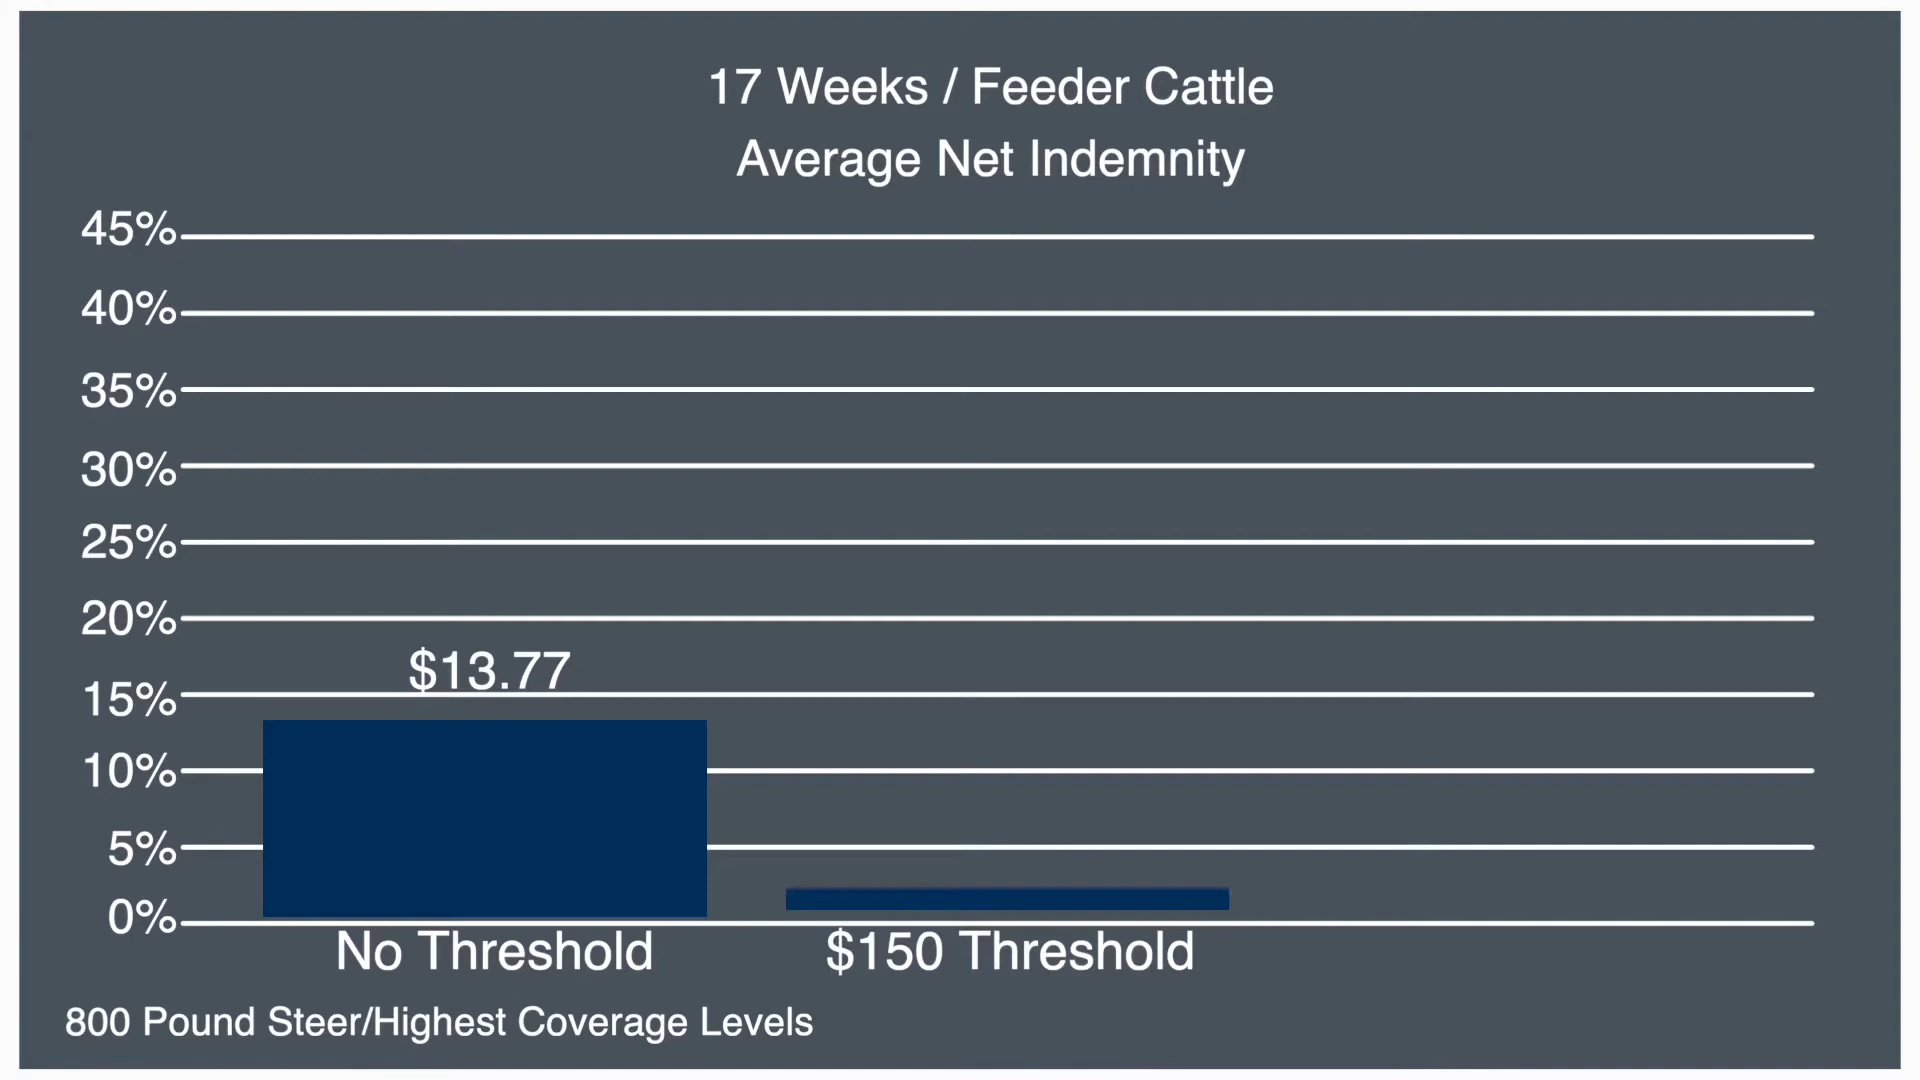 17 Weeks / Feeder Cattle
Average Net Indemnity
45%
40%
35%
30%
25%
20%
$13.77
15%
10%
5%
0%
No Threshold
$150 Threshold
800 Pound Steer/Highest Coverage Levels